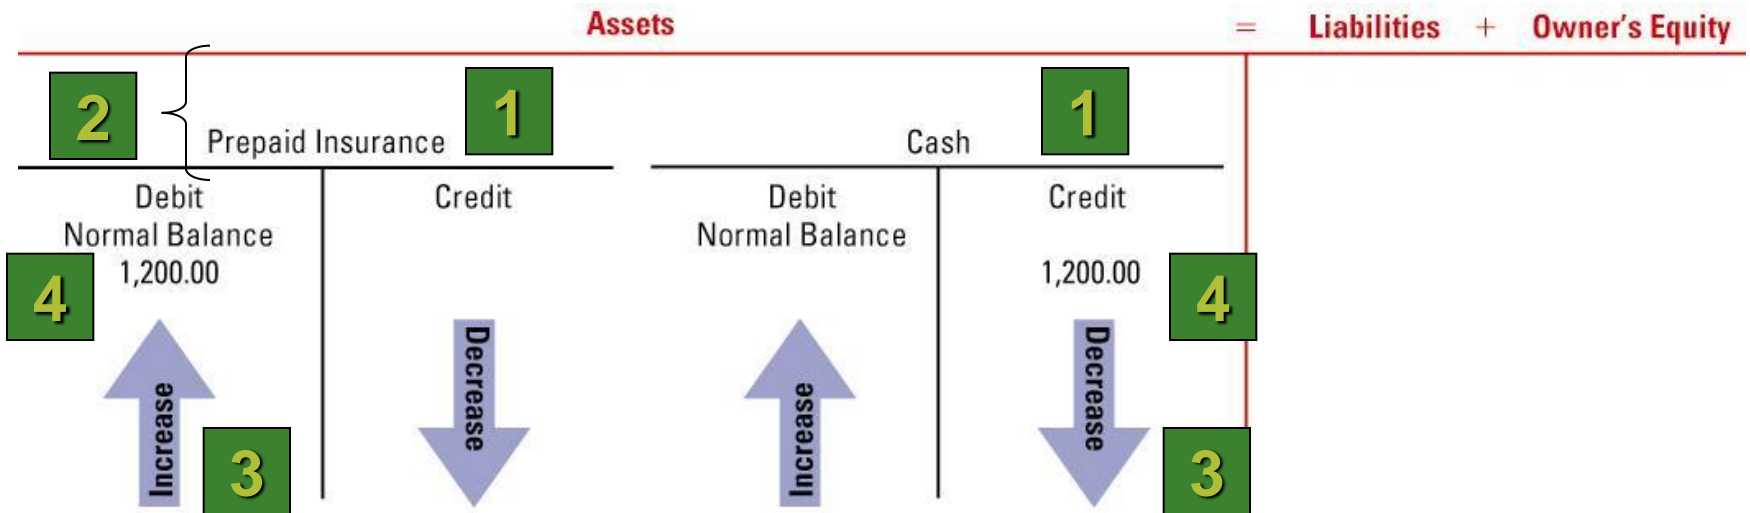 Assets = Liabilities + Owner's Equity
2 1 1
Prepaid Insurance Cash
Debit Credit Debit Credit
Normal Balance Normal Balance
4 1,200.00 1,200.00 4
Increase Decrease Increase Decrease
3 3